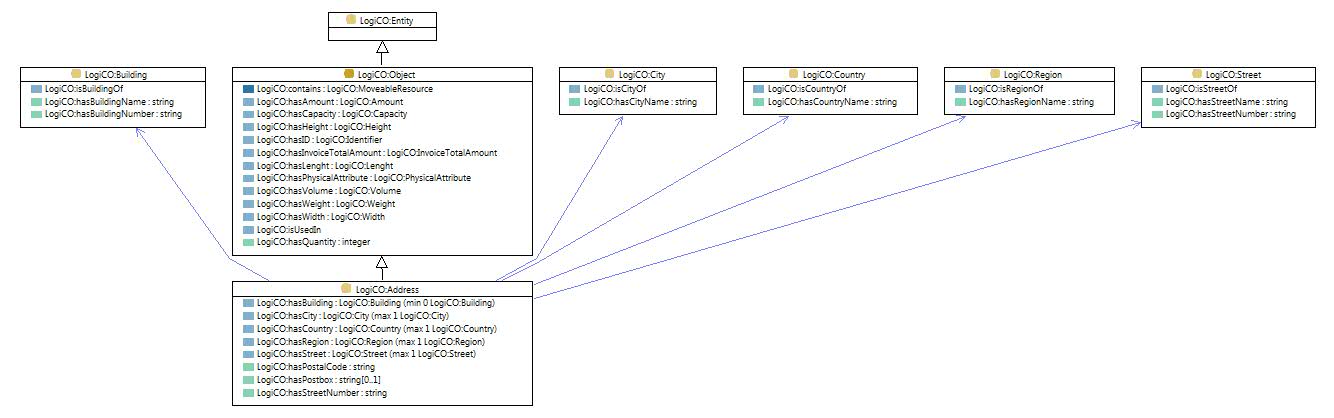 LogiCO:Entity
LogiCO:Building
LogiCO:isBuildingOf
LogiCO:hasBuildingName : string
LogiCO:hasBuildingNumber : string
LogiCO:Object
LogiCO:contains : LogiCO:MoveableResource
LogiCO:hasAmount : LogiCO:Amount
LogiCO:hasCapacity : LogiCO:Capacity
LogiCO:hasHeight : LogiCO:Height
LogiCO:hasID : LogiCO:Identifier
LogiCO:hasInvoiceTotalAmount : LogiCO:InvoiceTotalAmount
LogiCO:hasLenght : LogiCO:Lenght
LogiCO:hasPhysicalAttribute : LogiCO:PhysicalAttribute
LogiCO:hasVolume : LogiCO:Volume
LogiCO:hasWeight : LogiCO:Weight
LogiCO:hasWidth : LogiCO:Width
LogiCO:isUsedIn
LogiCO:hasQuantity : integer
LogiCO:City
LogiCO:isCityOf
LogiCO:hasCityName : string
LogiCO:Country
LogiCO:isCountryOf
LogiCO:hasCountryName : string
LogiCO:Region
LogiCO:isRegionOf
LogiCO:hasRegionName : string
LogiCO:Street
LogiCO:isStreetOf
LogiCO:hasStreetName : string
LogiCO:hasStreetNumber : string
LogiCO:Address
LogiCO:hasBuilding : LogiCO:Building (min 0 LogiCO:Building)
LogiCO:hasCity : LogiCO:City (max 1 LogiCO:City)
LogiCO:hasCountry : LogiCO:Country (max 1 LogiCO:Country)
LogiCO:hasRegion : LogiCO:Region (max 1 LogiCO:Region)
LogiCO:hasStreet : LogiCO:Street (max 1 LogiCO:Street)
LogiCO:hasPostalCode : string
LogiCO:hasPostbox : string[0..1]
LogiCO:hasStreetNumber : string